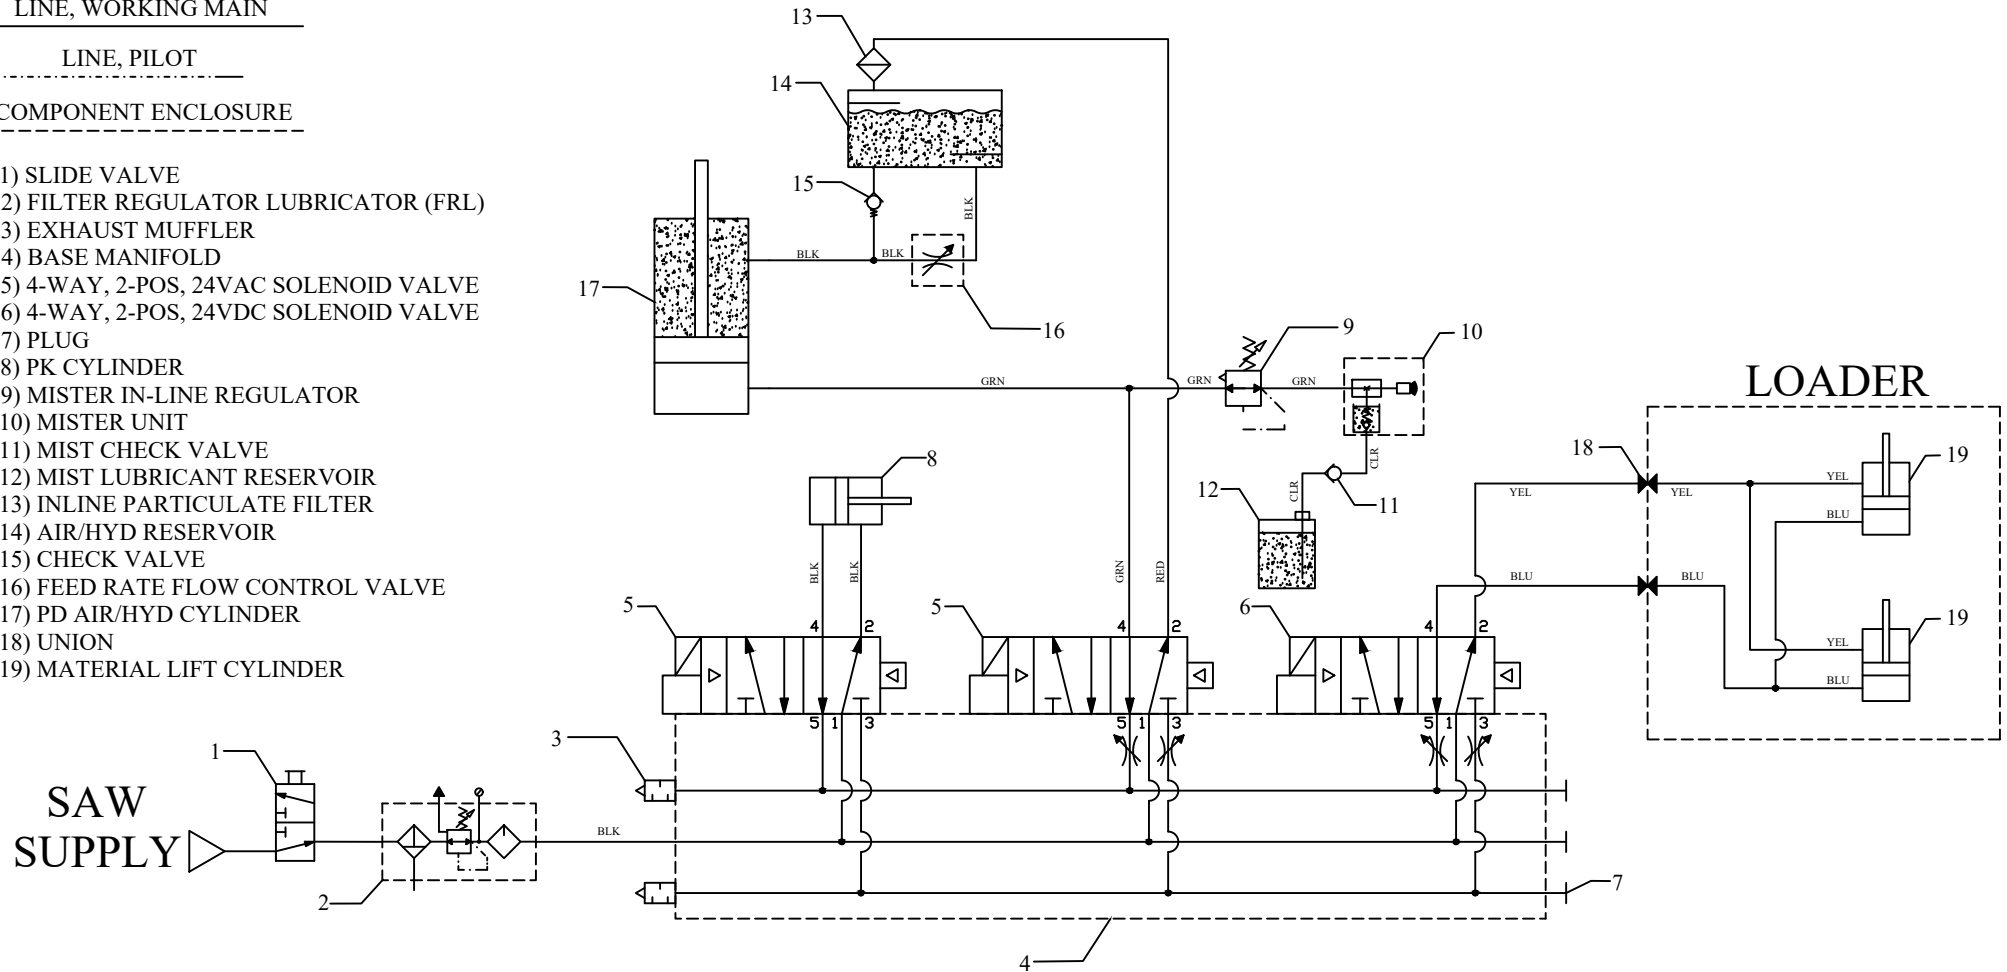 LINE, WORKING MAIN
LINE, PILOT
COMPONENT ENCLOSURE
1) SLIDE VALVE
2) FILTER REGULATOR LUBRICATOR (FRL)
3) EXHAUST MUFFLER
4) BASE MANIFOLD
5) 4-WAY, 2-POS, 24VAC SOLENOID VALVE
6) 4-WAY, 2-POS, 24VDC SOLENOID VALVE
7) PLUG
8) PK CYLINDER
9) MISTER IN-LINE REGULATOR
10) MISTER UNIT
11) MIST CHECK VALVE
12) MIST LUBRICANT RESERVOIR
13) INLINE PARTICULATE FILTER
14) AIR/HYD RESERVOIR
15) CHECK VALVE
16) FEED RATE FLOW CONTROL VALVE
17) PD AIR/HYD CYLINDER
18) UNION
19) MATERIAL LIFT CYLINDER
13
14
15
BLK
BLK
BLK
17
16
9
10
GRN
GRN
GRN
LOADER
8
CLR
CLR
12
11
18
19
YEL
YEL
YEL
BLU
BLK
BLK
GRN
RED
BLU
BLU
5
5
6
19
YEL
BLU
4
2
4
2
4
2
5
1
3
5
1
3
5
1
3
3
1
SAW
SUPPLY
BLK
2
7
4